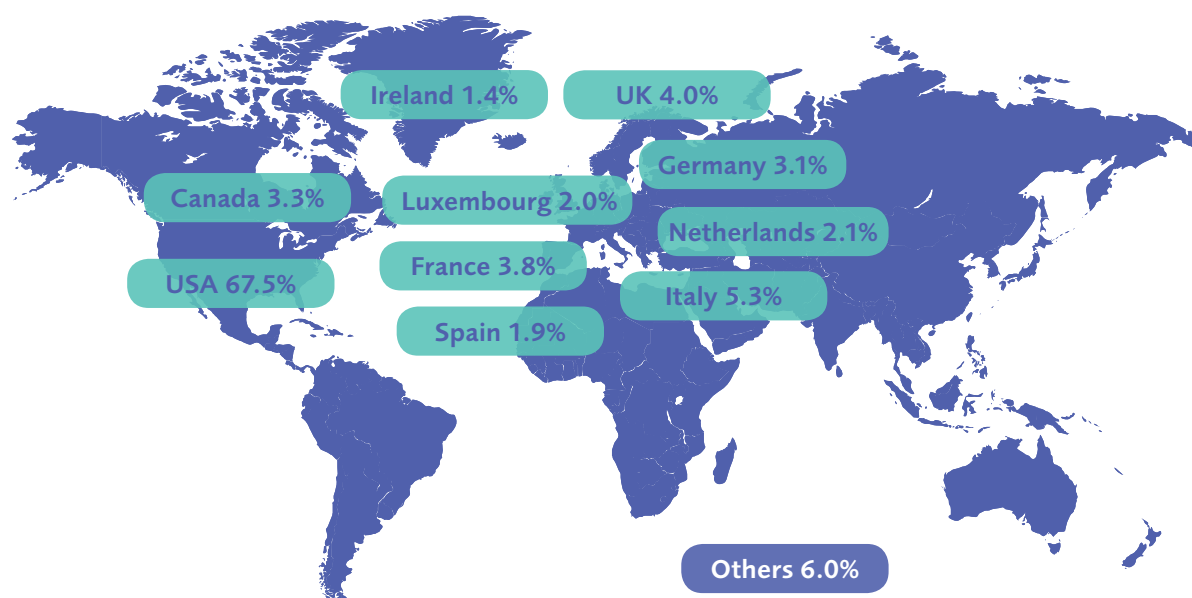 Ireland 1.4%
UK 4.0%
Germany 3.1%
Canada 3.3%
Luxembourg 2.0%
Netherlands 2.1%
France 3.8%
USA 67.5%
Italy 5.3%
Spain 1.9%
Others 6.0%